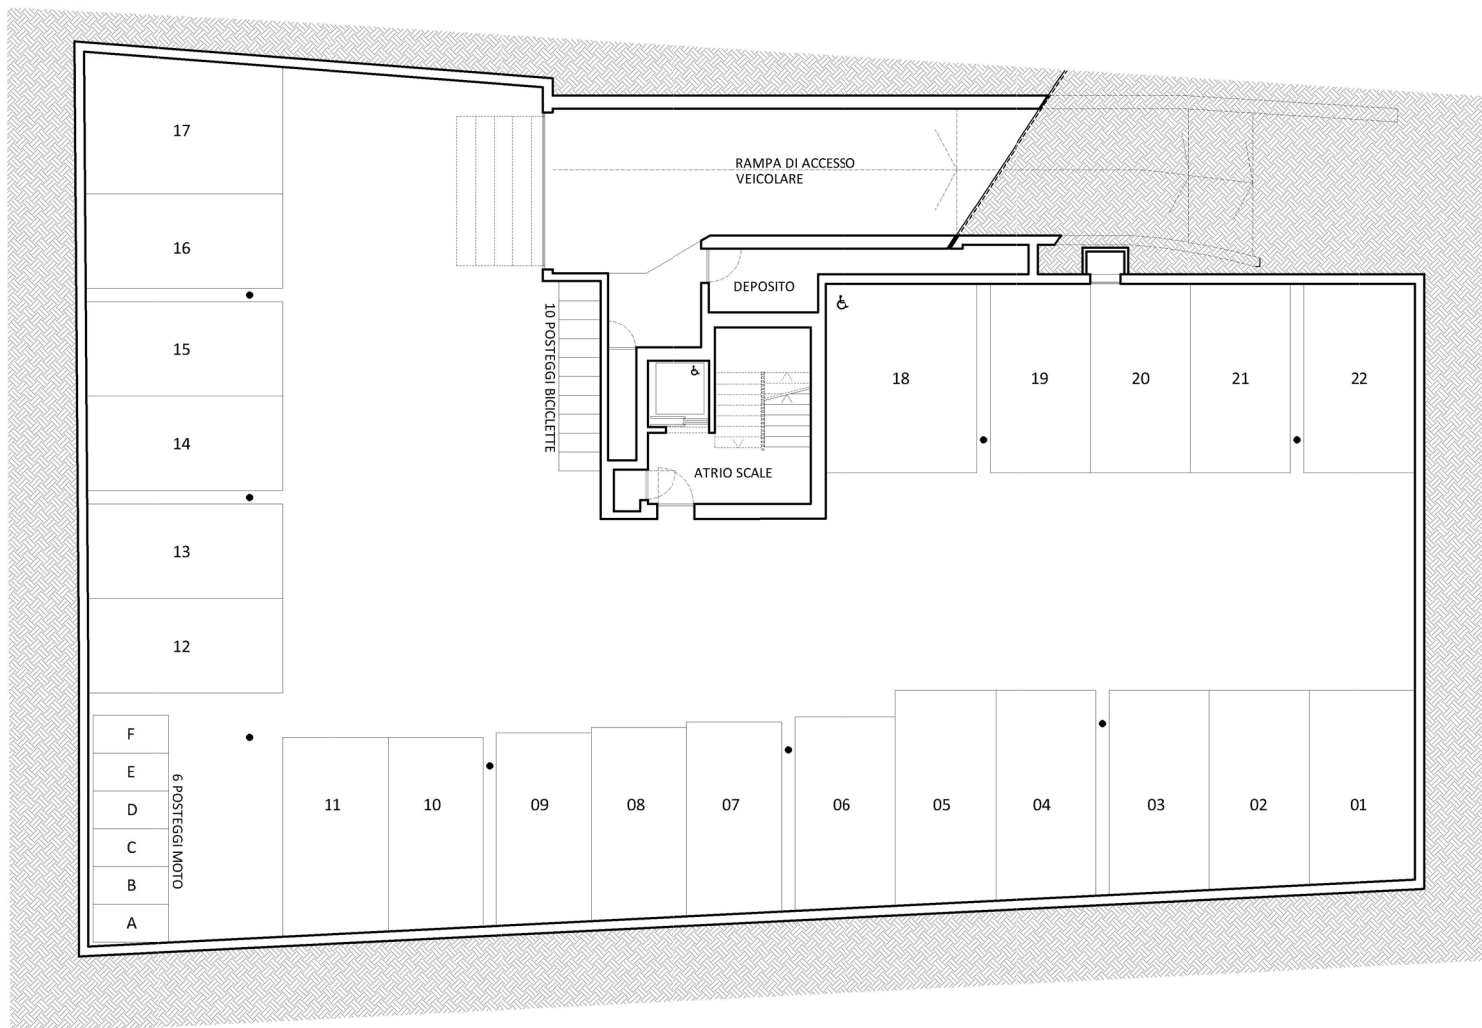 17
RAMPA DI ACCESSO
VEICOLARE
16
DEPOSITO
10 POSTEGGI BICICLETTE
15
18
19
20
21
22
14
ATRIO SCALE
13
12
F
E
D
C
B
A
6 POSTEGGI MOTO
11
10
09
08
07
06
05
04
03
02
01